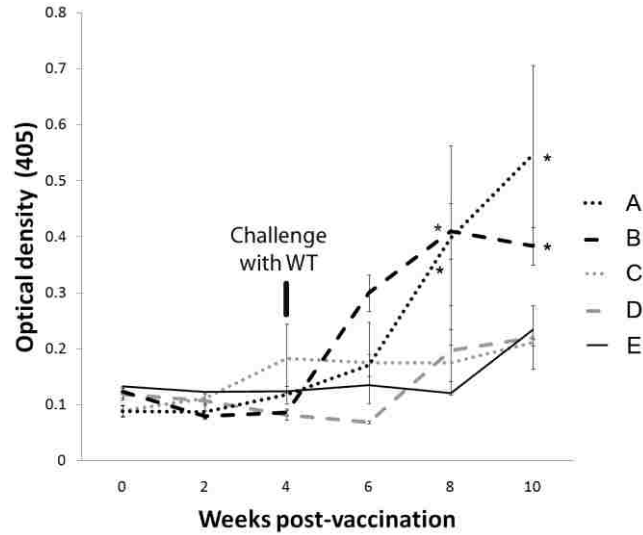 0.8
0.7
0.6
0.5
0.4
0.3
0.2
0.1
0
Optical density (405)
Challenge
with WT
*
*
*
*
0
2
4
6
8
10
Weeks post-vaccination
A
B
C
D
E